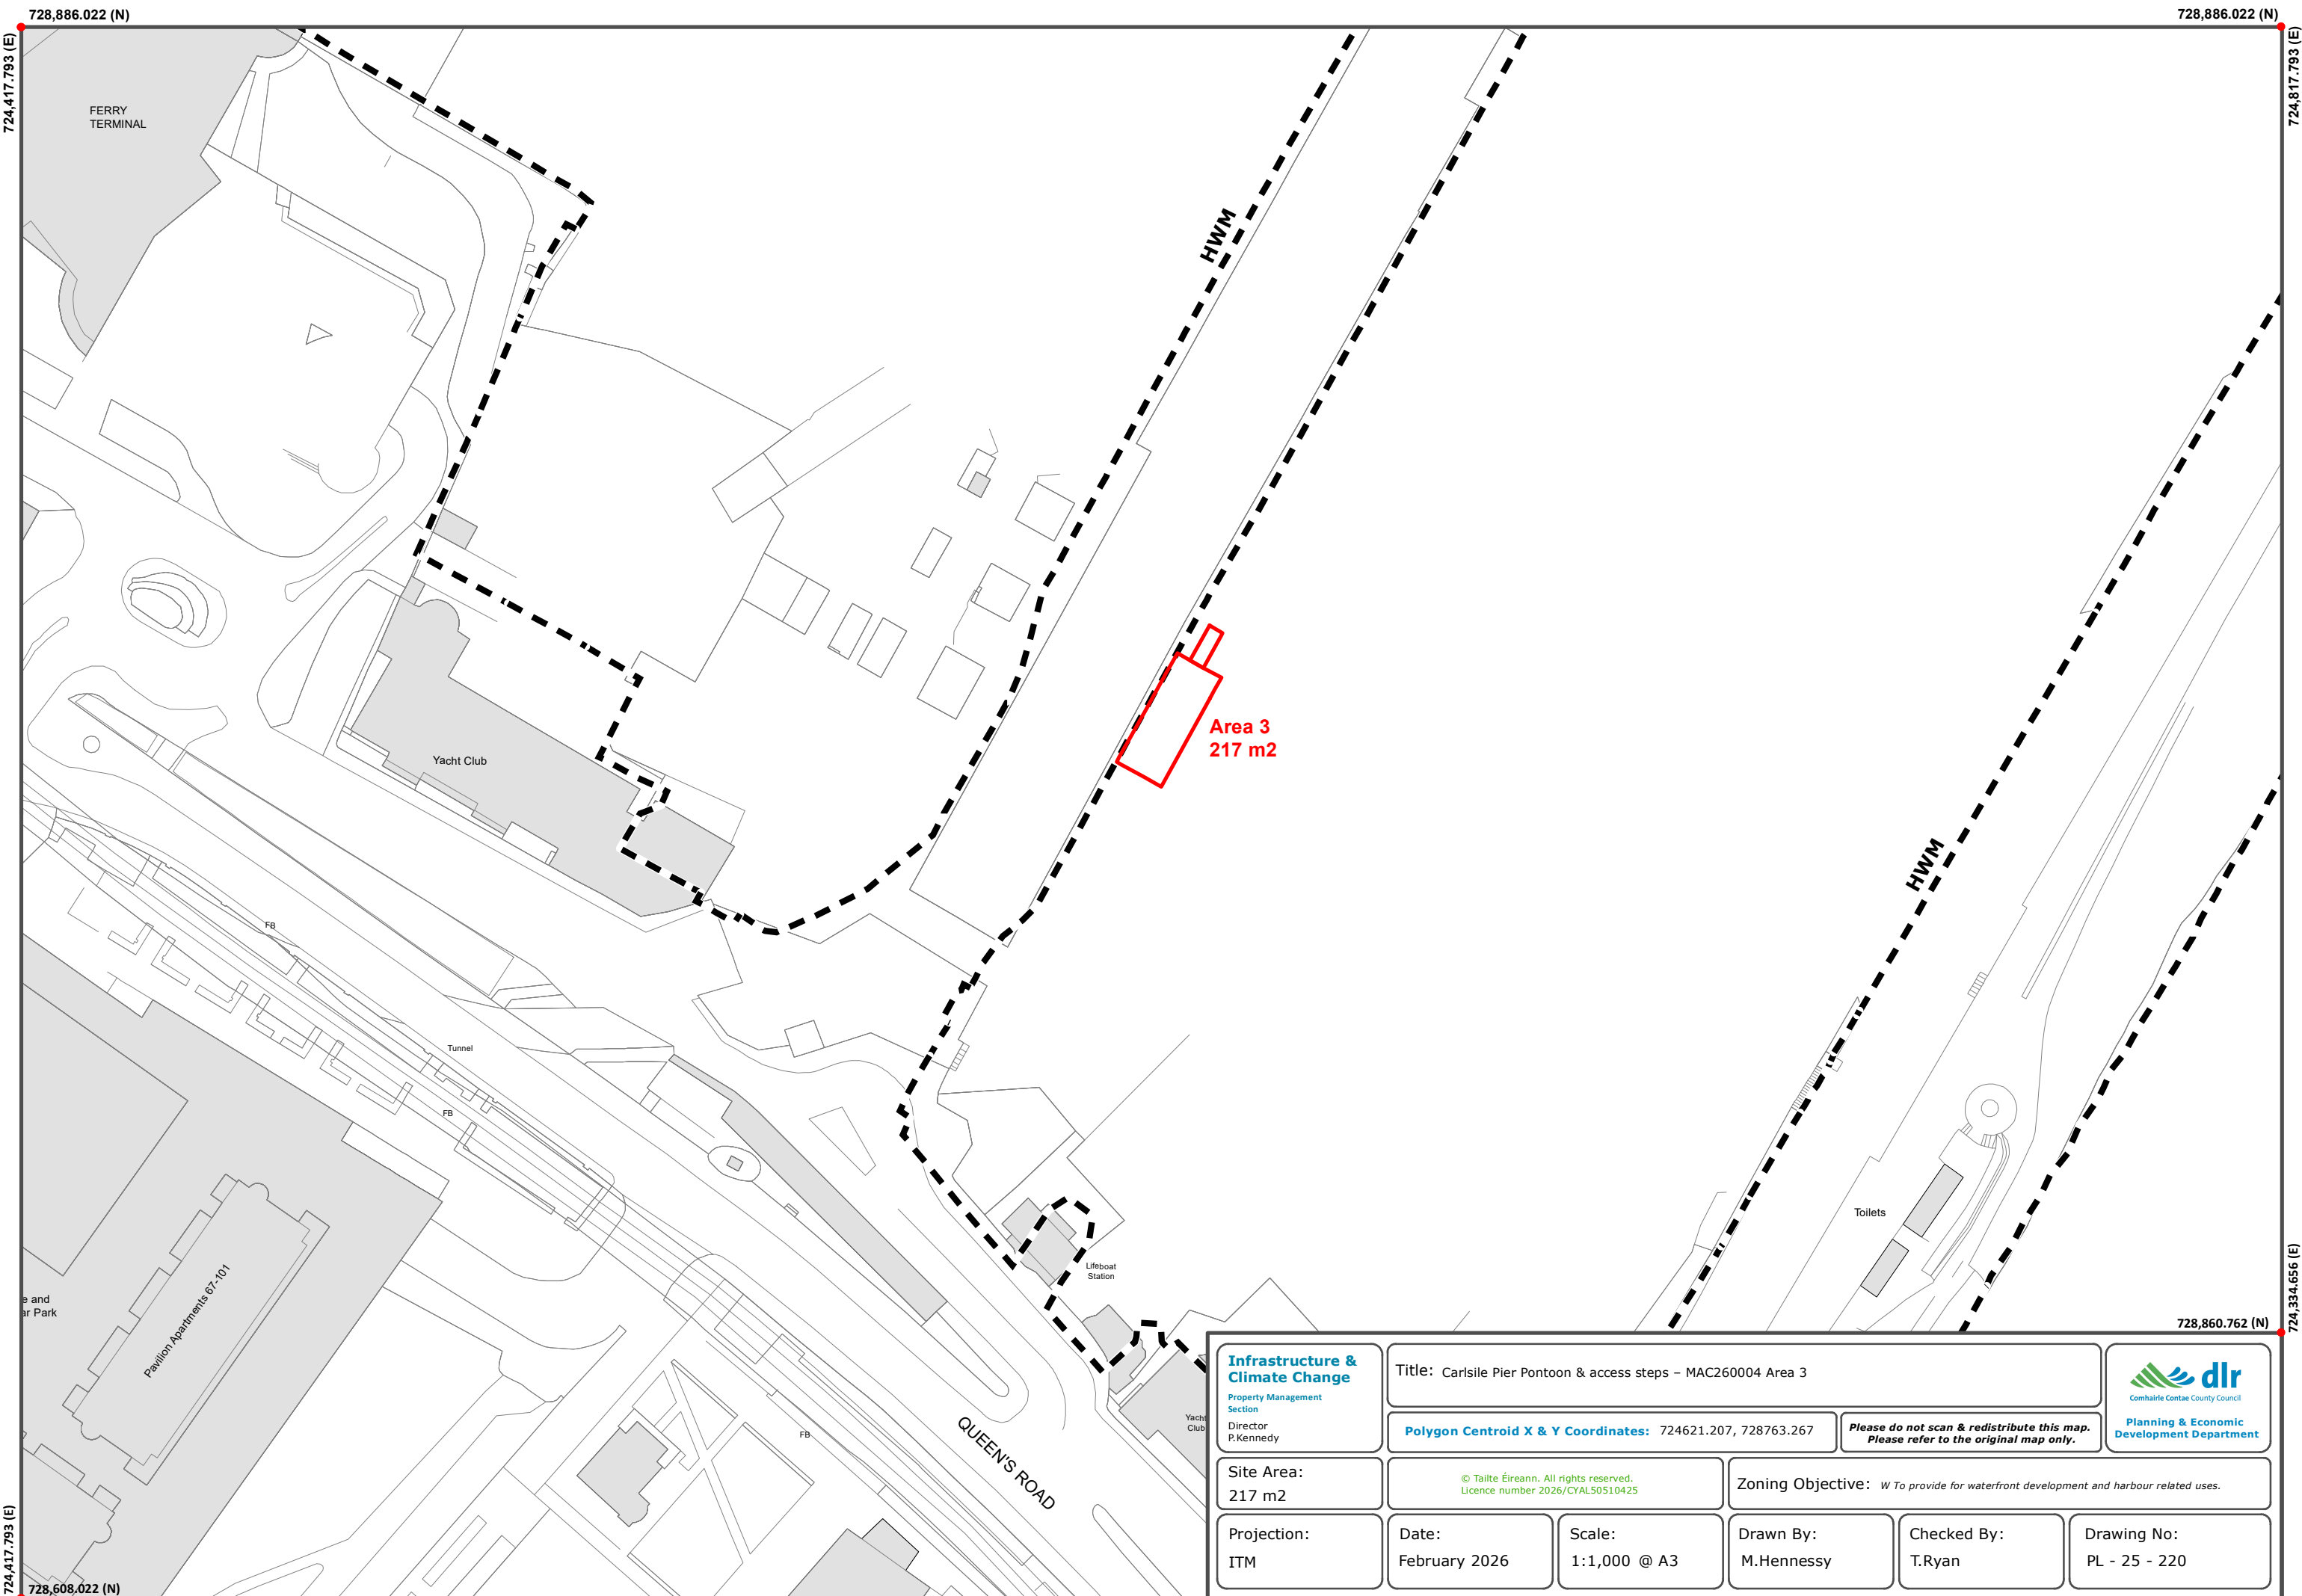 728,886.022 (N)
728,886.022 (N)
724,417.793 (E)
724,817.793 (E)
FERRY
TERMINAL
HWM
Area 3
217 m2
Yacht Club
HWM
FB
Tunnel
FB
Toilets
Lifeboat
Station
Pavilion Apartments 67-101
e and
ar Park
724,334.656 (E)
728,860.762 (N)
Yacht
Club
FB
QUEEN'S ROAD
724,417.793 (E)
728,608.022 (N)
Infrastructure &
Climate Change
Property Management
Section
Director
P.Kennedy
Title: Carlsile Pier Pontoon & access steps – MAC260004 Area 3
Polygon Centroid X & Y Coordinates: 724621.207, 728763.267
Please do not scan & redistribute this map.
Please refer to the original map only.
dlr
Comhairle Contae County Council
Planning & Economic
Development Department
Site Area:
217 m2
© Tailte Éireann. All rights reserved.
Licence number 2026/CYAL50510425
Zoning Objective: W To provide for waterfront development and harbour related uses.
Projection:
ITM
Date:
February 2026
Scale:
1:1,000 @ A3
Drawn By:
M.Hennessy
Checked By:
T.Ryan
Drawing No:
PL - 25 - 220